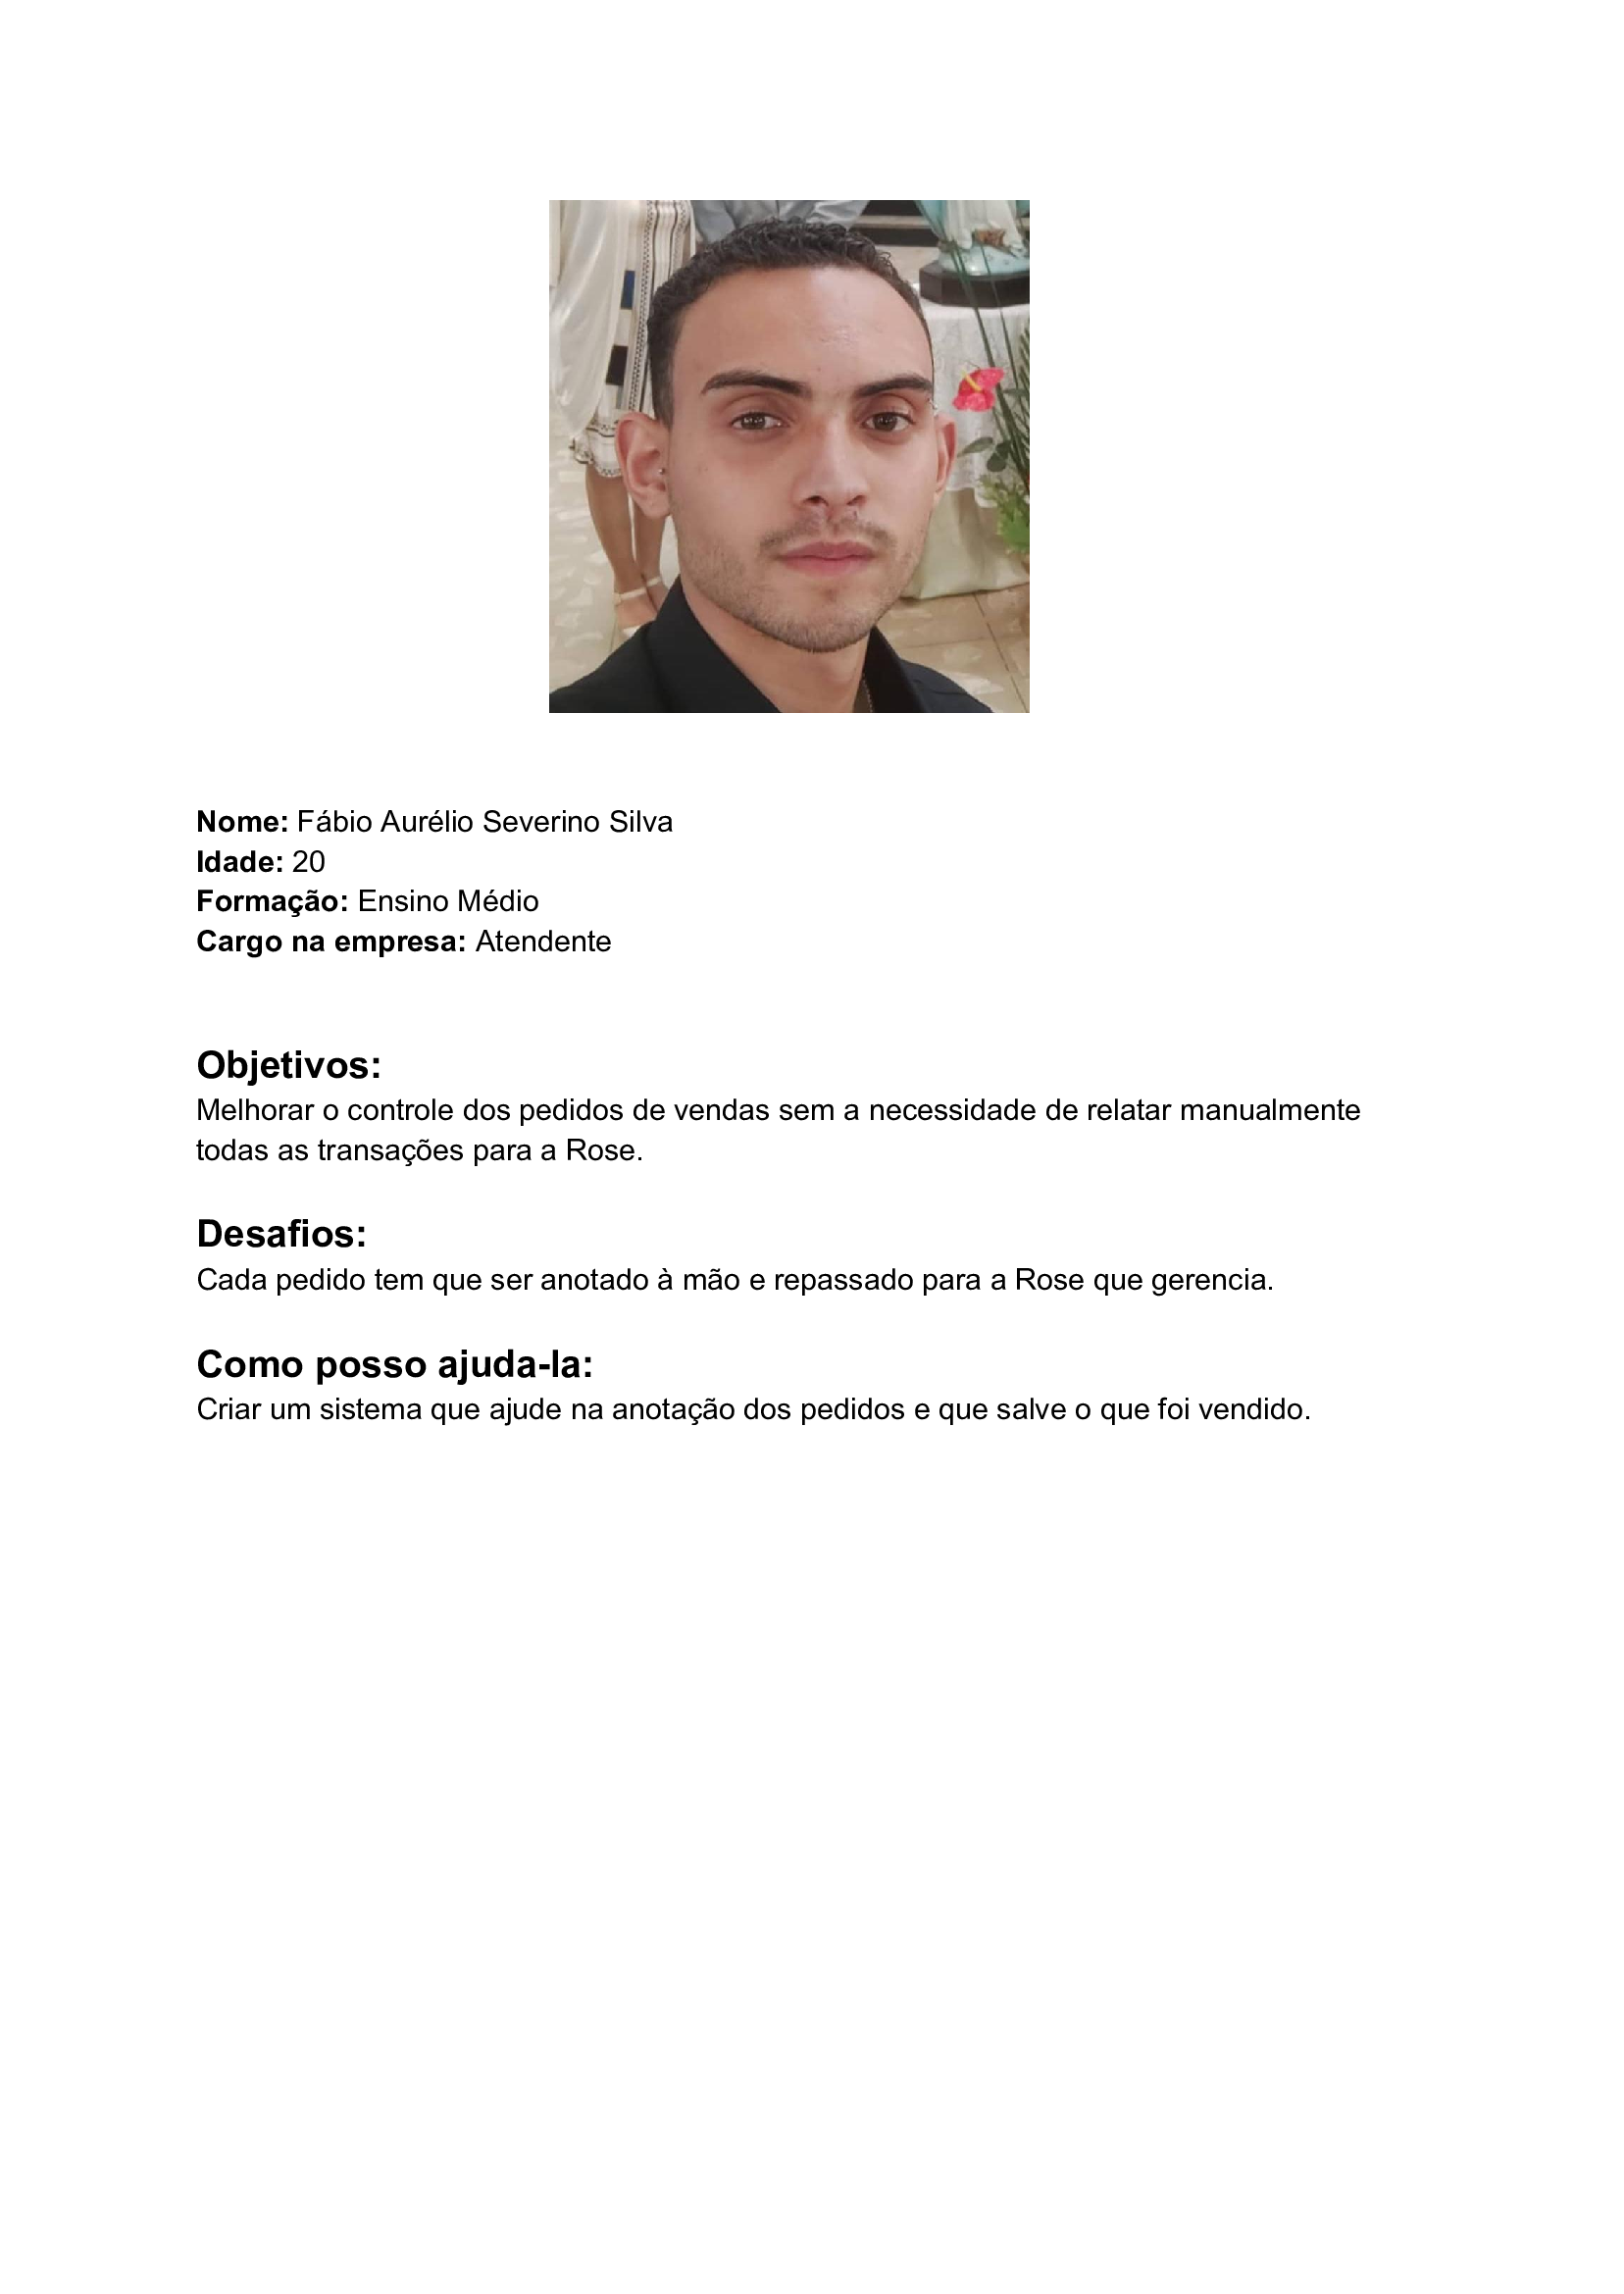 Nome: Fábio Aurélio Severino Silva
Idade: 20
Formação: Ensino Médio
Cargo na empresa: Atendente
Objetivos:
Melhorar o controle dos pedidos de vendas sem a necessidade de relatar manualmente
todas as transações para a Rose.
Desafios:
Cada pedido tem que ser anotado à mão e repassado para a Rose que gerencia.
Como posso ajuda-la:
Criar um sistema que ajude na anotação dos pedidos e que salve o que foi vendido.